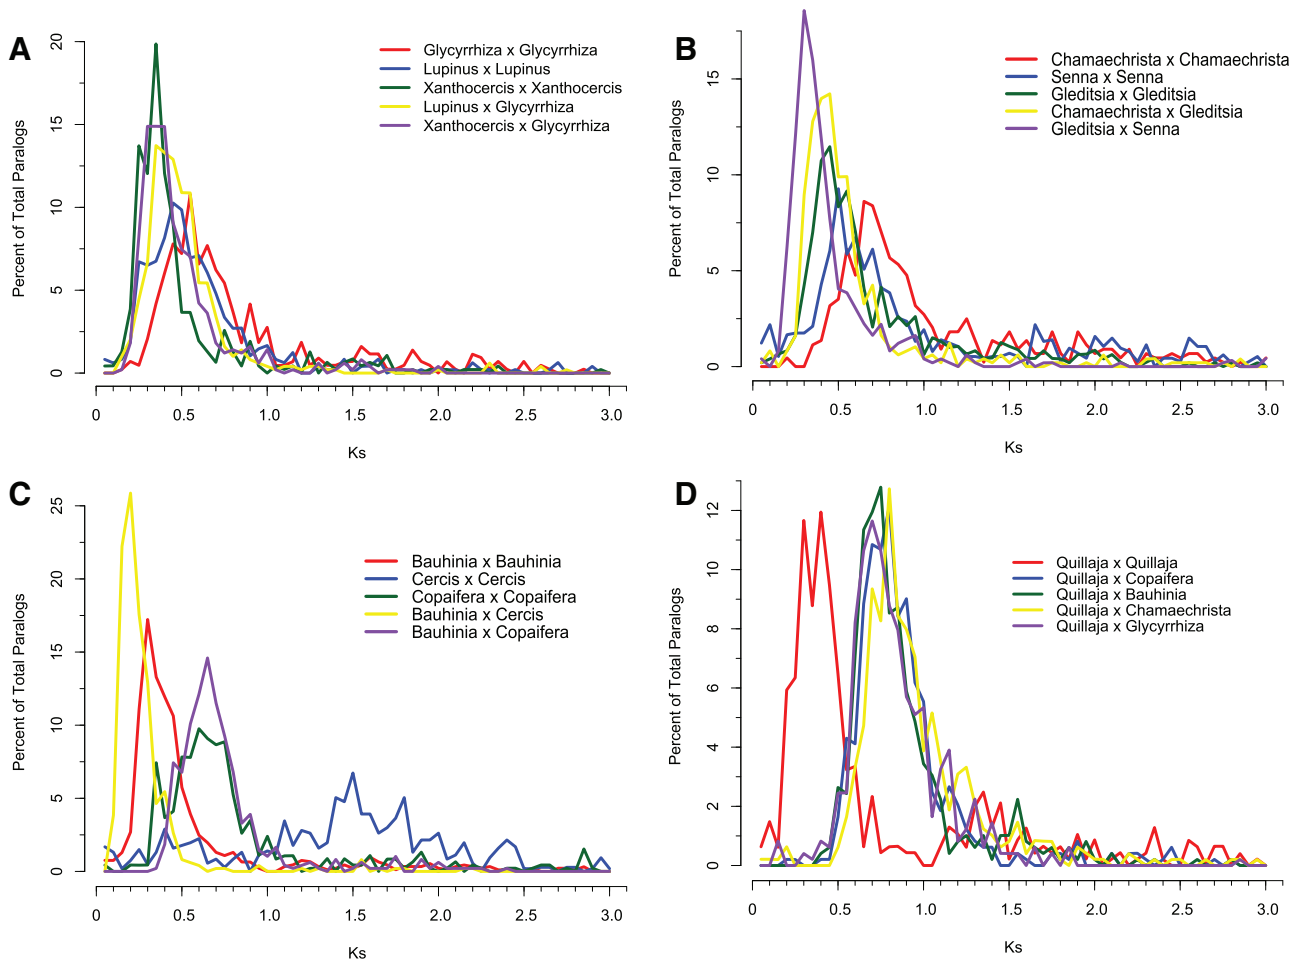 A
Percent of Total Paralogs
20
15
10
5
0
Glycyrrhiza x Glycyrrhiza
Lupinus x Lupinus
Xanthocercis x Xanthocercis
Lupinus x Glycyrrhiza
Xanthocercis x Glycyrrhiza
0 0.5 1.0 1.5 2.0 2.5 3.0
Ks
B
Percent of Total Paralogs
15
10
5
0
Chamaechrista x Chamaechrista
Senna x Senna
Gleditsia x Gleditsia
Chamaechrista x Gleditsia
Gleditsia x Senna
0 0.5 1.0 1.5 2.0 2.5 3.0
Ks
C
Percent of Total Paralogs
25
20
15
10
5
0
Bauhinia x Bauhinia
Cercis x Cercis
Copaifera x Copaifera
Bauhinia x Cercis
Bauhinia x Copaifera
0 0.5 1.0 1.5 2.0 2.5 3.0
Ks
D
Percent of Total Paralogs
12
10
8
6
4
2
0
Quillaja x Quillaja
Quillaja x Copaifera
Quillaja x Bauhinia
Quillaja x Chamaechrista
Quillaja x Glycyrrhiza
0 0.5 1.0 1.5 2.0 2.5 3.0
Ks